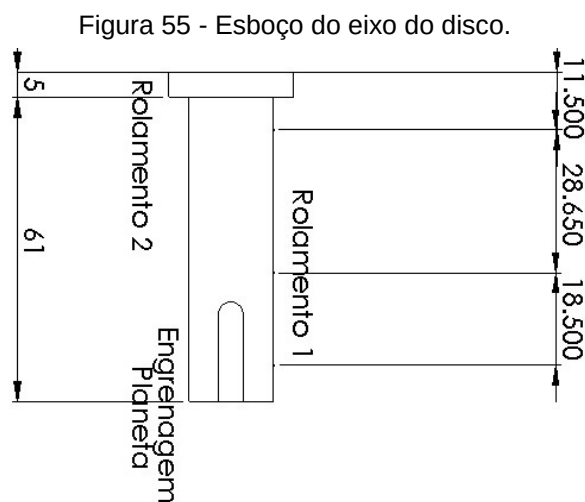 Figura 55 - Esboço do eixo do disco.
5
61
Rolamento 2
Engrenagem
Planeta
Rolamento 1
11.500
28.650
18.500